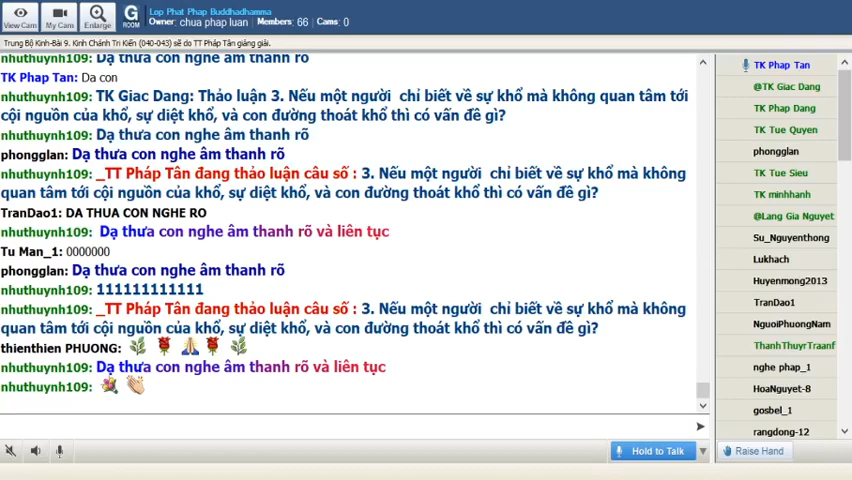 View Cam
My Cam
Enlarge
G
ROOM
Lop Phat Phap Buddhadhamma
Owner: chua phap luan Members: 66 Cams: 0
Trung Bộ Kinh-Bài 9. Kinh Chánh Tri Kiến (040-043) sẽ do TT Pháp Tân giảng giải.
nhuthuynh109: Dạ thưa con nghe âm thanh rõ
TK Phap Tan: Da con
nhuthuynh109: TK Giac Dang: Thảo luận 3. Nếu một người chỉ biết về sự khổ mà không quan tâm tới
cội nguồn của khổ, sự diệt khổ, và con đường thoát khổ thì có vấn đề gì?
nhuthuynh109: Dạ thưa con nghe âm thanh rõ
phongglan: Dạ thưa con nghe âm thanh rõ
nhuthuynh109: _TT Pháp Tân đang thảo luận câu số : 3. Nếu một người chỉ biết về sự khổ mà không
quan tâm tới cội nguồn của khổ, sự diệt khổ, và con đường thoát khổ thì có vấn đề gì?
TranDao1: DA THUA CON NGHE RO
nhuthuynh109: Dạ thưa con nghe âm thanh rõ và liên tục
Tu Man_1: 0000000
phongglan: Dạ thưa con nghe âm thanh rõ
nhuthuynh109: 111111111111
nhuthuynh109: _TT Pháp Tân đang thảo luận câu số : 3. Nếu một người chỉ biết về sự khổ mà không
quan tâm tới cội nguồn của khổ, sự diệt khổ, và con đường thoát khổ thì có vấn đề gì?
thienthien PHUONG:
nhuthuynh109: Dạ thưa con nghe âm thanh rõ và liên tục
nhuthuynh109:
Hold to Talk
TK Phap Tan
@TK Giac Dang
TK Phap Dang
TK Tue Quyen
phongglan
TK Tue Sieu
TK minhhanh
@Lang Gia Nguyet
Su_Nguyenthong
Lukhach
Huyenmong2013
TranDao1
NguoiPhuongNam
ThanhThuyrTraanf
nghe phap_1
HoaNguyet-8
gosbel_1
rangdong-12
Raise Hand